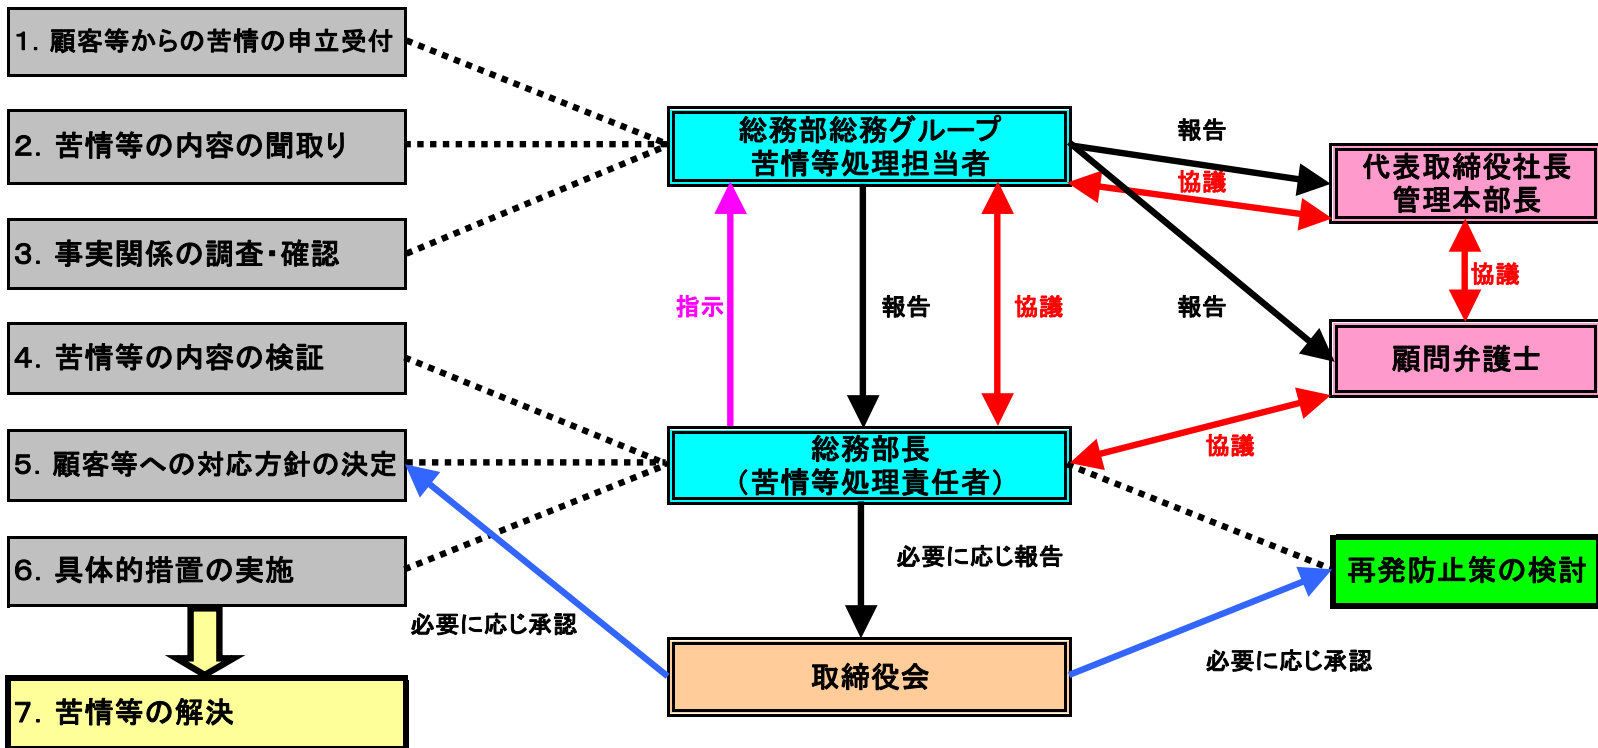 １．顧客等からの苦情の申立受付
２．苦情等の内容の聞取り
３．事実関係の調査・確認
４．苦情等の内容の検証
５．顧客等への対応方針の決定
６．具体的措置の実施
７．苦情等の解決
総務部総務グループ
苦情等処理担当者
指示
報告
協議
総務部長
（苦情等処理責任者）
必要に応じ報告
必要に応じ承認
取締役会
報告
協議
代表取締役社長
管理本部長
協議
報告
顧問弁護士
協議
再発防止策の検討
必要に応じ承認